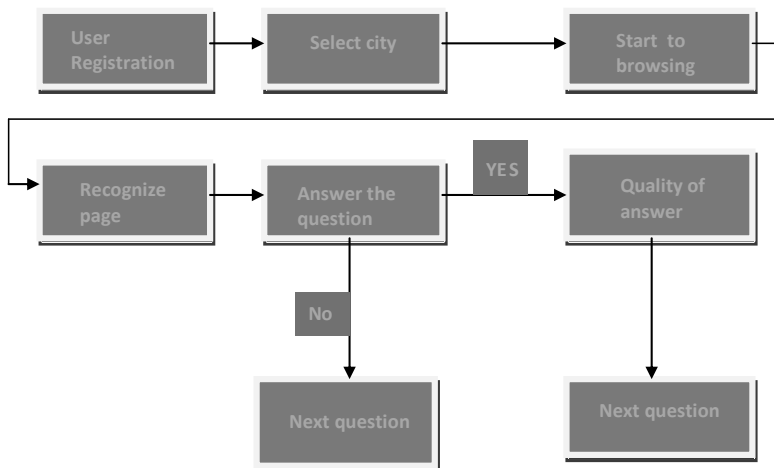 User
Registration
Select city
Start to
browsing
Recognize
page
Answer the
question
YES
Quality of
answer
No
Next question
Next question